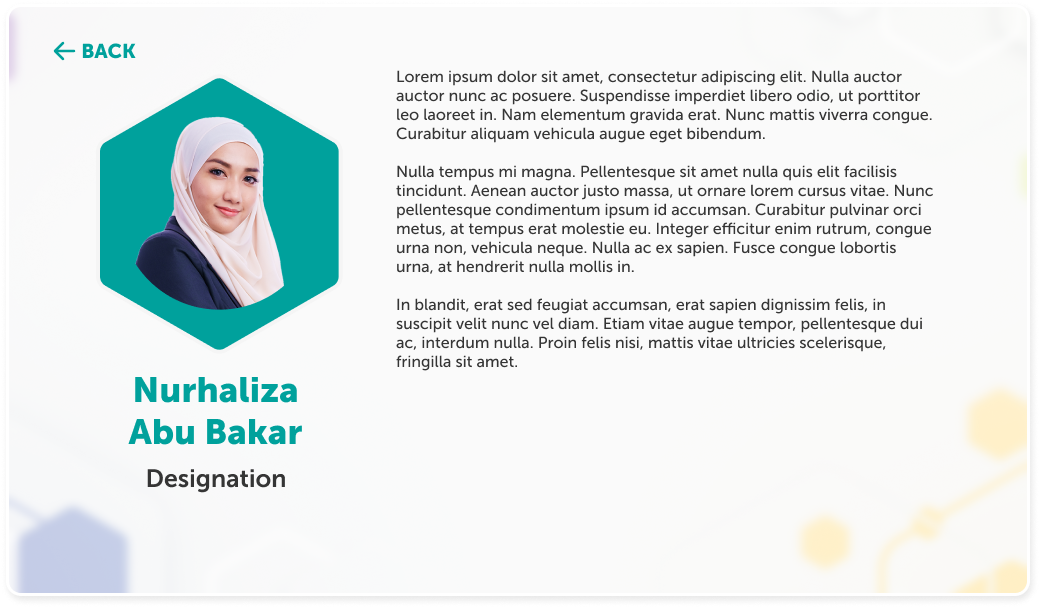 BACK
Lorem ipsum dolor sit amet, consectetur adipiscing elit. Nulla auctor
auctor nunc ac posuere. Suspendisse imperdiet libero odio, ut porttitor
leo laoreet in. Nam elementum gravida erat. Nunc mattis viverra congue.
Curabitur aliquam vehicula augue eget bibendum.
Nulla tempus mi magna. Pellentesque sit amet nulla quis elit facilisis
tincidunt. Aenean auctor justo massa, ut ornare lorem cursus vitae. Nunc
pellentesque condimentum ipsum id accumsan. Curabitur pulvinar orci
metus, at tempus erat molestie eu. Integer efficitur enim rutrum, congue
urna non, vehicula neque. Nulla ac ex sapien. Fusce congue lobortis
urna, at hendrerit nulla mollis in.
In blandit, erat sed feugiat accumsan, erat sapien dignissim felis, in
suscipit velit nunc vel diam. Etiam vitae augue tempor, pellentesque dui
ac, interdum nulla. Proin felis nisi, mattis vitae ultricies scelerisque,
fringilla sit amet.
Nurhaliza
Abu Bakar
Designation